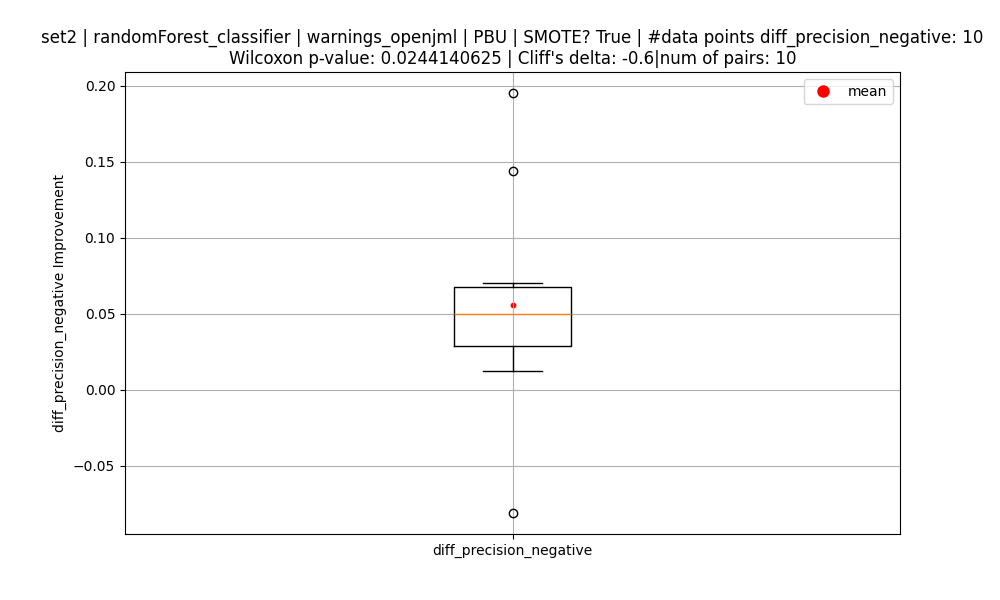 set2 | randomForest_classifier | warnings_openjml | PBU | SMOTE? True | #data points diff_precision_negative: 10
Wilcoxon p-value: 0.0244140625 | Cliff's delta: -0.6|num of pairs: 10
mean
0.20
0.15
0.10
0.05
0.00
−0.05
diff_precision_negative Improvement
diff_precision_negative